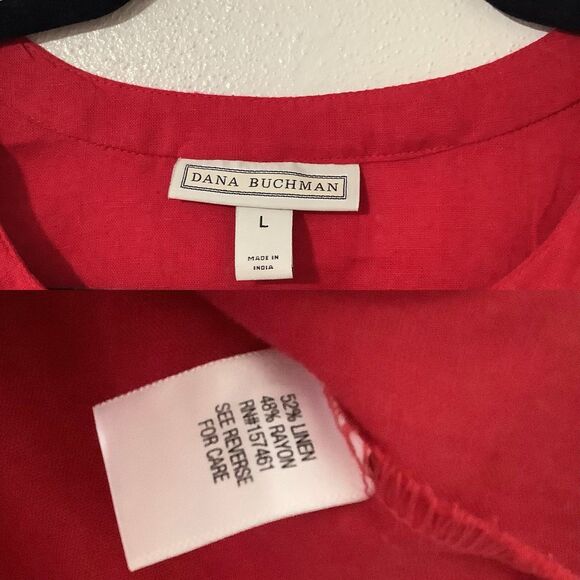 DANA BUCHMAN
L
MADE IN
INDIA
52% LINEN
48% RAYON
RN#157461
SEE REVERSE
FOR CARE